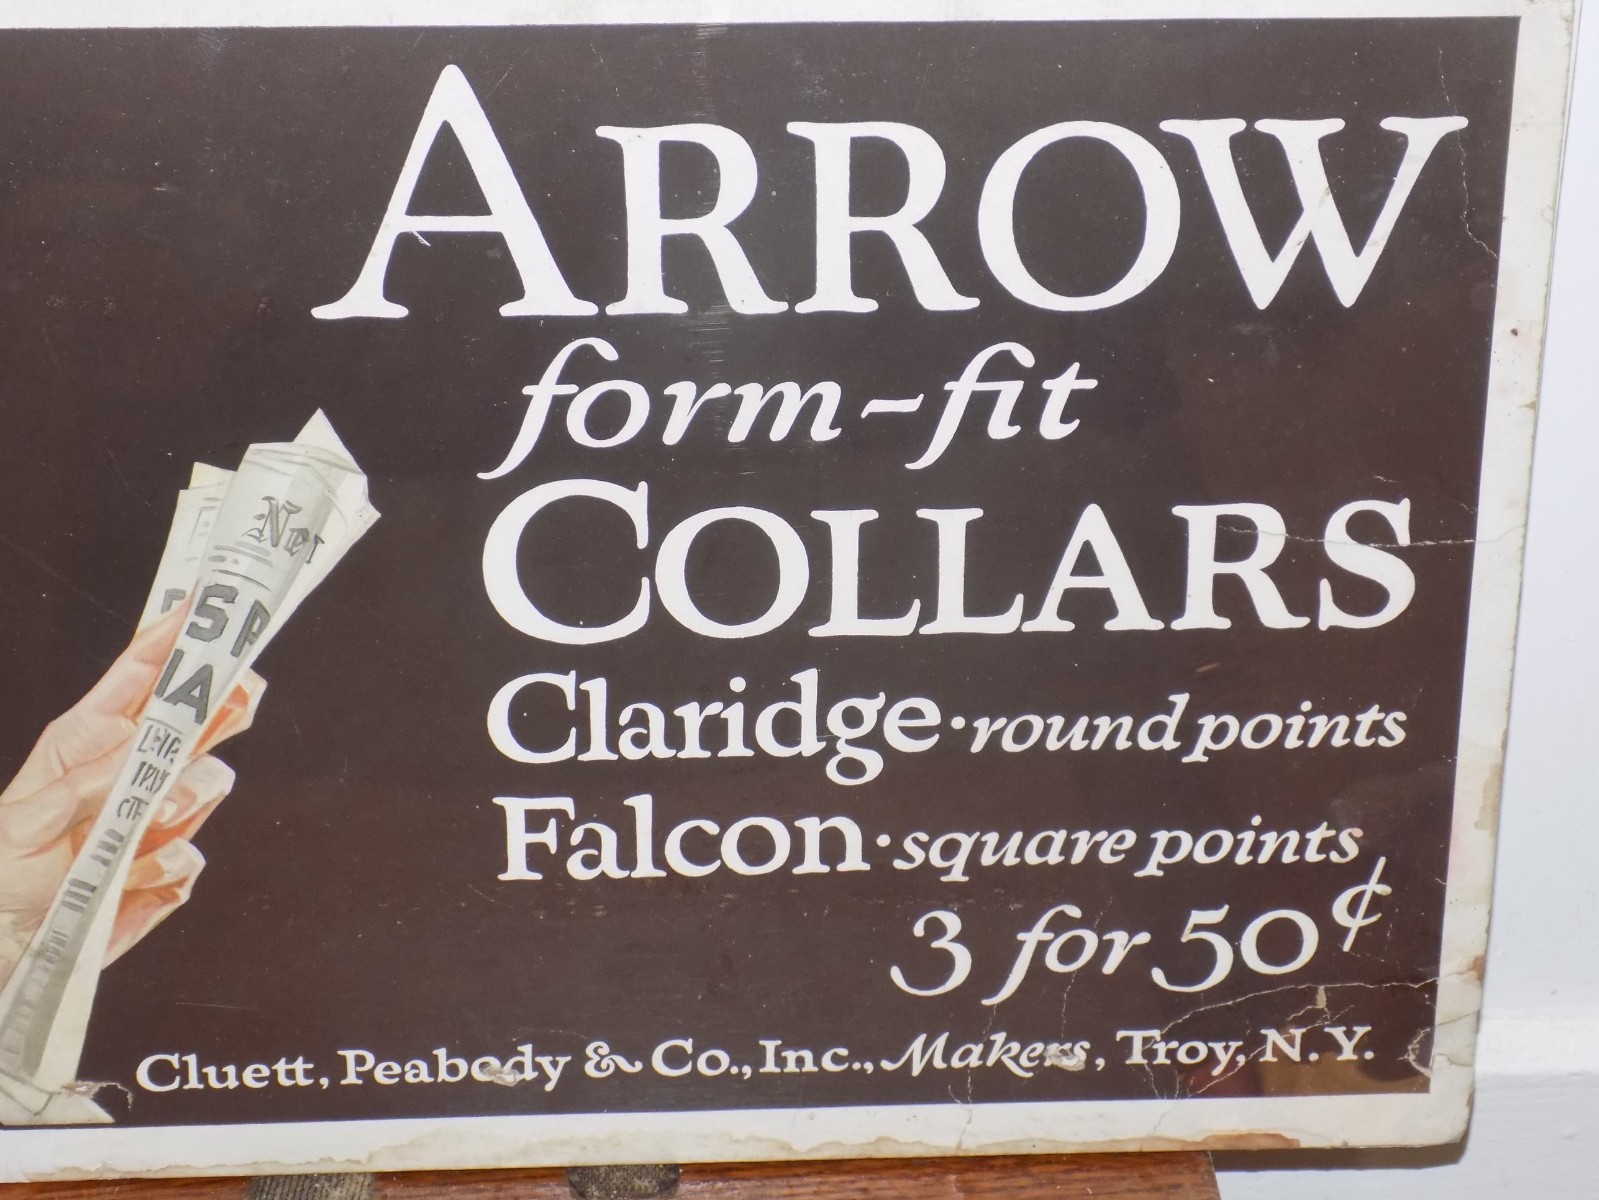 ARROW
form-fit
COLLARS
Claridge·round points
Falcon·square points
3 for 50¢
Cluett, Peabody & Co., Inc., Makers, Troy, N. Y.
IA